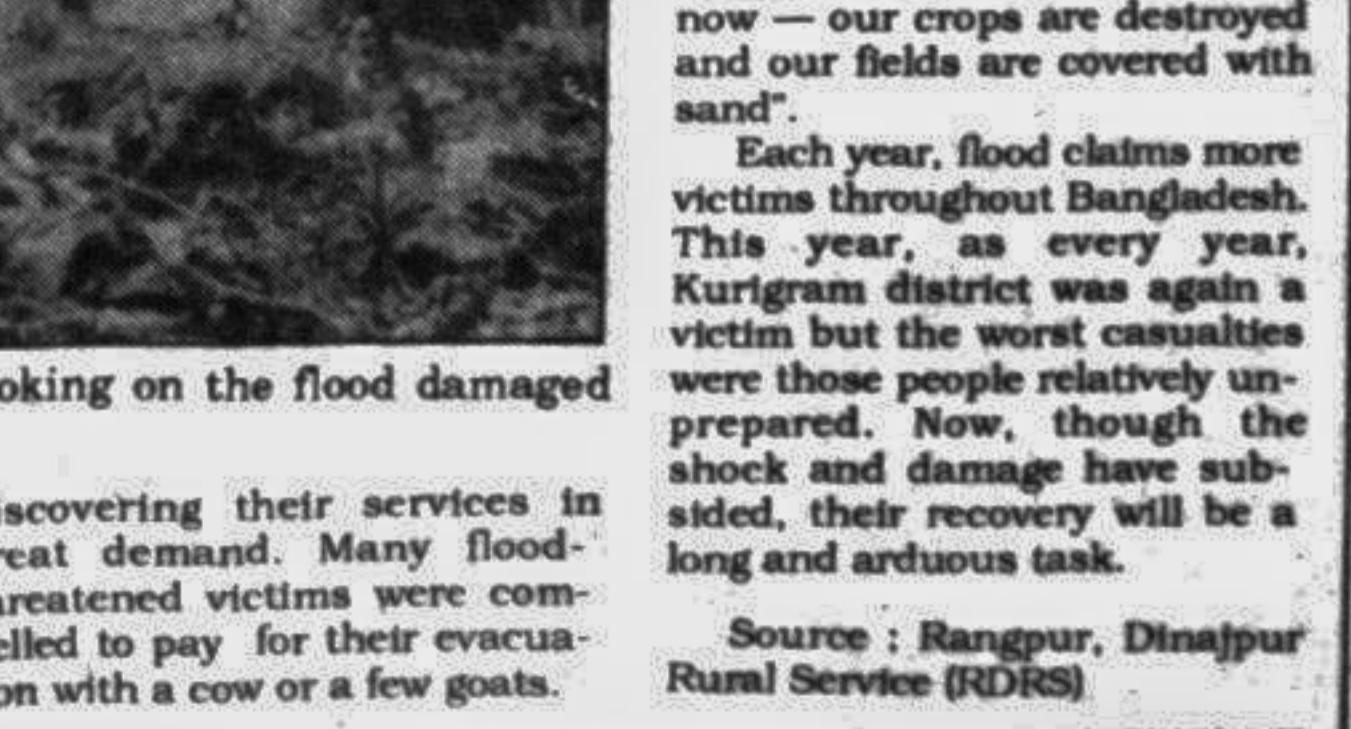 oking on the flood damaged
iscovering their services in
reat demand. Many flood-
areatened victims were com-
elled to pay for their evacua-
on with a cow or a few goats.
now — our crops are destroyed
and our fields are covered with
sand".
Each year, flood claims more
victims throughout Bangladesh.
This year, as every year,
Kurigram district was again a
victim but the worst casualties
were those people relatively un-
prepared. Now, though the
shock and damage have sub-
sided, their recovery will be a
long and arduous task.
Source : Rangpur, Dinajpur
Rural Service (RDRS)